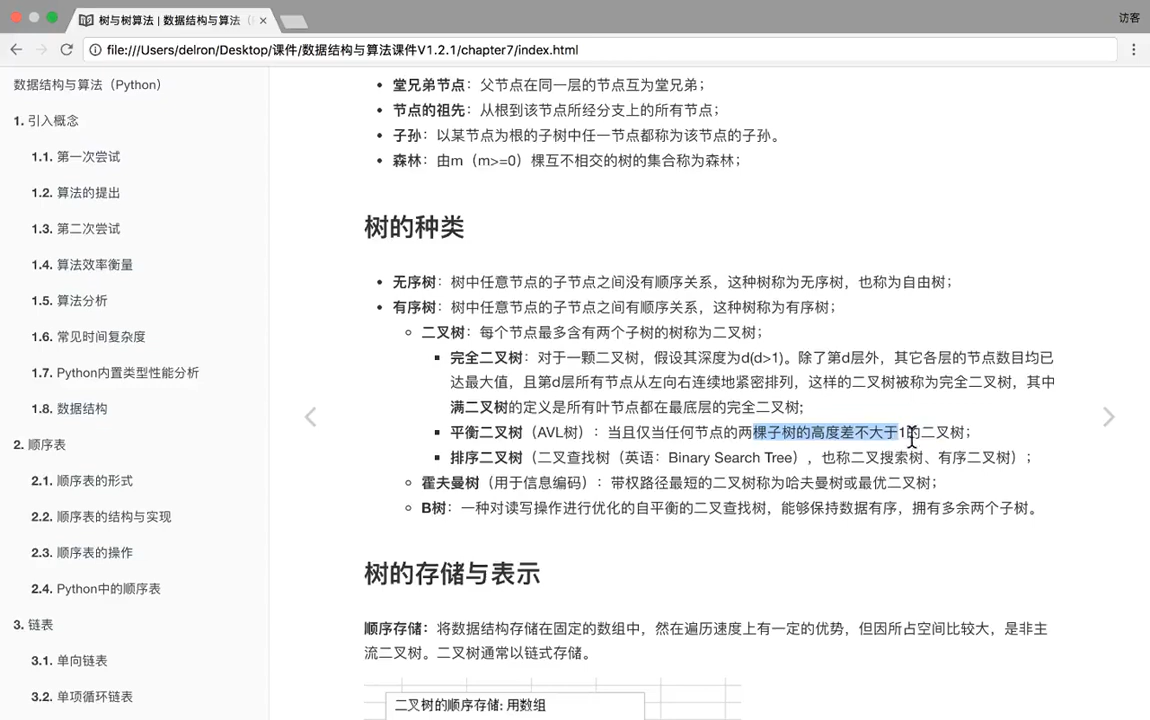 树与树算法 | 数据结构与算法（
访客
file:///Users/delron/Desktop/课件/数据结构与算法课件V1.2.1/chapter7/index.html
数据结构与算法（Python）
1. 引入概念
1.1. 第一次尝试
1.2. 算法的提出
1.3. 第二次尝试
1.4. 算法效率衡量
1.5. 算法分析
1.6. 常见时间复杂度
1.7. Python内置类型性能分析
1.8. 数据结构
2. 顺序表
2.1. 顺序表的形式
2.2. 顺序表的结构与实现
2.3. 顺序表的操作
2.4. Python中的顺序表
3. 链表
3.1. 单向链表
3.2. 单项循环链表
• 堂兄弟节点：父节点在同一层的节点互为堂兄弟；
• 节点的祖先：从根到该节点所经分支上的所有节点；
• 子孙：以某节点为根的子树中任一节点都称为该节点的子孙。
• 森林：由m（m>=0）棵互不相交的树的集合称为森林；
树的种类
• 无序树：树中任意节点的子节点之间没有顺序关系，这种树称为无序树，也称为自由树；
• 有序树：树中任意节点的子节点之间有顺序关系，这种树称为有序树；
◦ 二叉树：每个节点最多含有两个子树的树称为二叉树；
▪ 完全二叉树：对于一颗二叉树，假设其深度为d(d>1)。除了第d层外，其它各层的节点数目均已
达最大值，且第d层所有节点从左向右连续地紧密排列，这样的二叉树被称为完全二叉树，其中
满二叉树的定义是所有叶节点都在最底层的完全二叉树;
▪ 平衡二叉树（AVL树）：当且仅当任何节点的两棵子树的高度差不大于1的二叉树；
▪ 排序二叉树（二叉查找树（英语：Binary Search Tree），也称二叉搜索树、有序二叉树）；
◦ 霍夫曼树（用于信息编码）：带权路径最短的二叉树称为哈夫曼树或最优二叉树；
◦ B树：一种对读写操作进行优化的自平衡的二叉查找树，能够保持数据有序，拥有多余两个子树。
树的存储与表示
顺序存储：将数据结构存储在固定的数组中，然在遍历速度上有一定的优势，但因所占空间比较大，是非主
流二叉树。二叉树通常以链式存储。
二叉树的顺序存储: 用数组